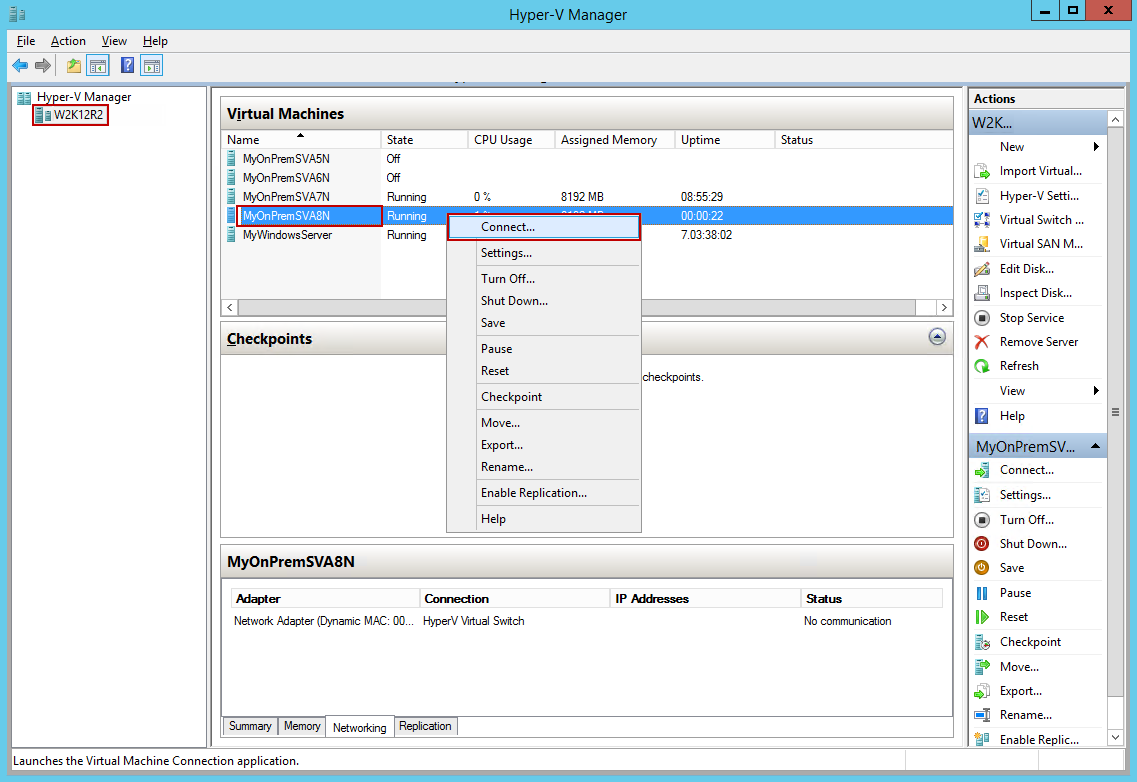 Hyper-V Manager
File Action View Help
Hyper-V Manager
W2K12R2
Virtual Machines
Name State CPU Usage Assigned Memory Uptime Status
MyOnPremSVA5N Off
MyOnPremSVA6N Off
MyOnPremSVA7N Running 0 % 8192 MB 08:55:29
MyOnPremSVA8N Running 00:00:22
MyWindowsServer Running 7.03:38:02
Connect...
Settings...
Turn Off...
Shut Down...
Save
Pause
Reset
Checkpoint
Move...
Export...
Rename...
Enable Replication...
Help
Checkpoints
checkpoints.
MyOnPremSVA8N
Adapter Connection IP Addresses Status
Network Adapter (Dynamic MAC: 00... HyperV Virtual Switch No communication
Summary Memory Networking Replication
Actions
W2K...
New
Import Virtual...
Hyper-V Setti...
Virtual Switch ...
Virtual SAN M...
Edit Disk...
Inspect Disk...
Stop Service
Remove Server
Refresh
View
Help
MyOnPremSV...
Connect...
Settings...
Turn Off...
Shut Down...
Save
Pause
Reset
Checkpoint
Move...
Export...
Rename...
Enable Replic...
Launches the Virtual Machine Connection application.